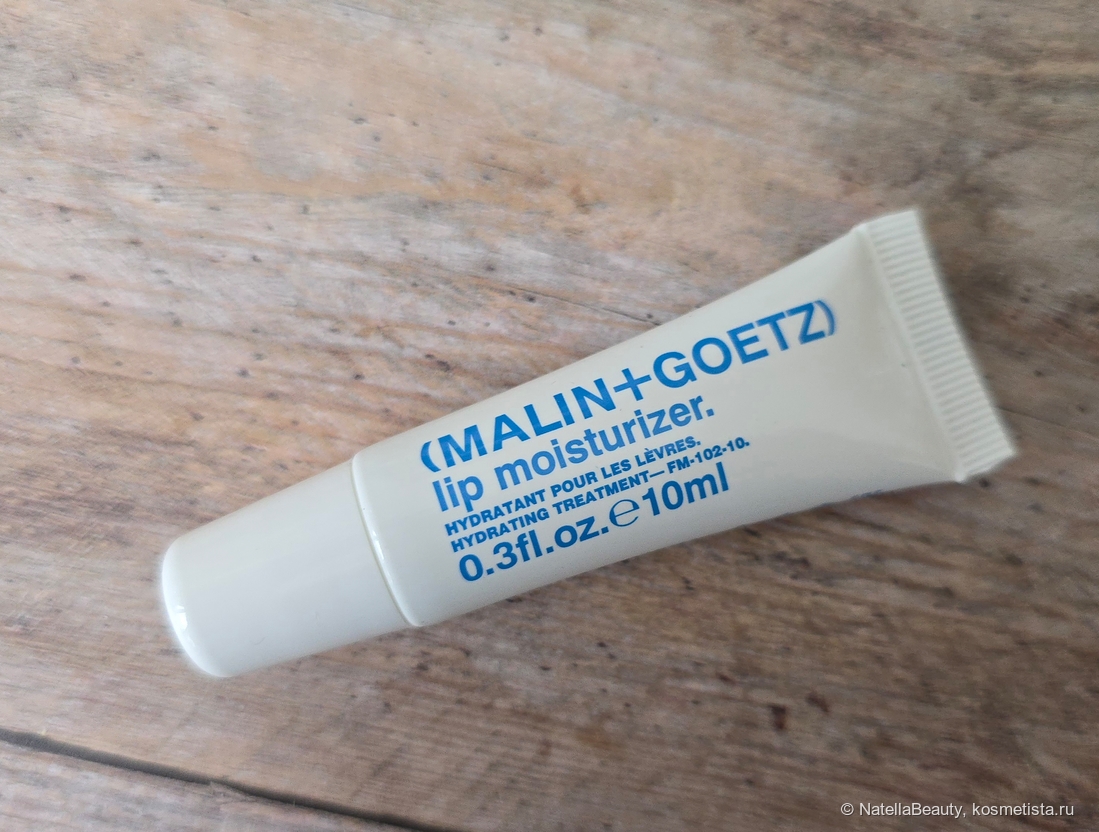 (MALIN+GOETZ)
lip moisturizer.
HYDRATANT POUR LES LÈVRES.
HYDRATING TREATMENT— FM-102-10.
0.3fl.oz.℮10ml
© NatellaBeauty, kosmetista.ru